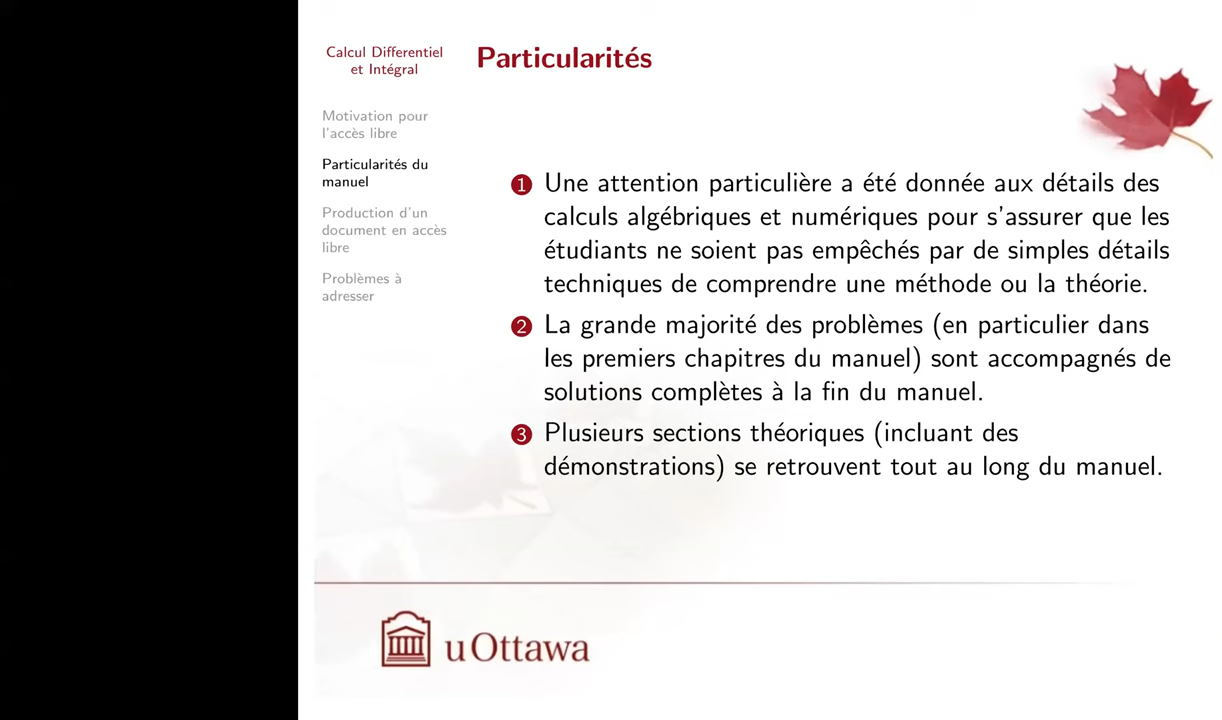 Calcul Differentiel
et Intégral
Motivation pour
l'accès libre
Particularités du
manuel
Production d'un
document en accès
libre
Problèmes à
adresser
Particularités
1 Une attention particulière a été donnée aux détails des
calculs algébriques et numériques pour s'assurer que les
étudiants ne soient pas empêchés par de simples détails
techniques de comprendre une méthode ou la théorie.
2 La grande majorité des problèmes (en particulier dans
les premiers chapitres du manuel) sont accompagnés de
solutions complètes à la fin du manuel.
3 Plusieurs sections théoriques (incluant des
démonstrations) se retrouvent tout au long du manuel.
uOttawa